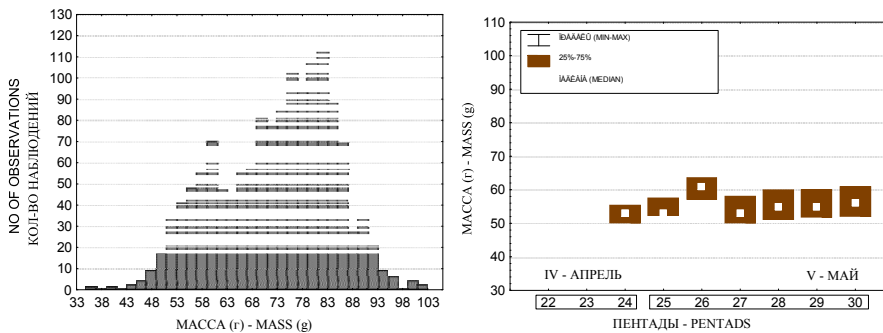 130
120
110
100
90
80
70
60
50
40
30
20
10
0
NO OF OBSERVATIONS
КОЛ-ВО НАБЛЮДЕНИЙ
33 38 43 48 53 58 63 68 73 78 83 88 93 98 103
МАССА (г) - MASS (g)
110
100
90
80
70
60
50
40
30
МАССА (г) - MASS (g)
ÏÐÅÄÅËÛ (MIN-MAX)
25%-75%
ÌÅÄÈÀÍÀ (MEDIAN)
IV - АПРЕЛЬ V - МАЙ
22 23 24 25 26 27 28 29 30
ПЕНТАДЫ - PENTADS